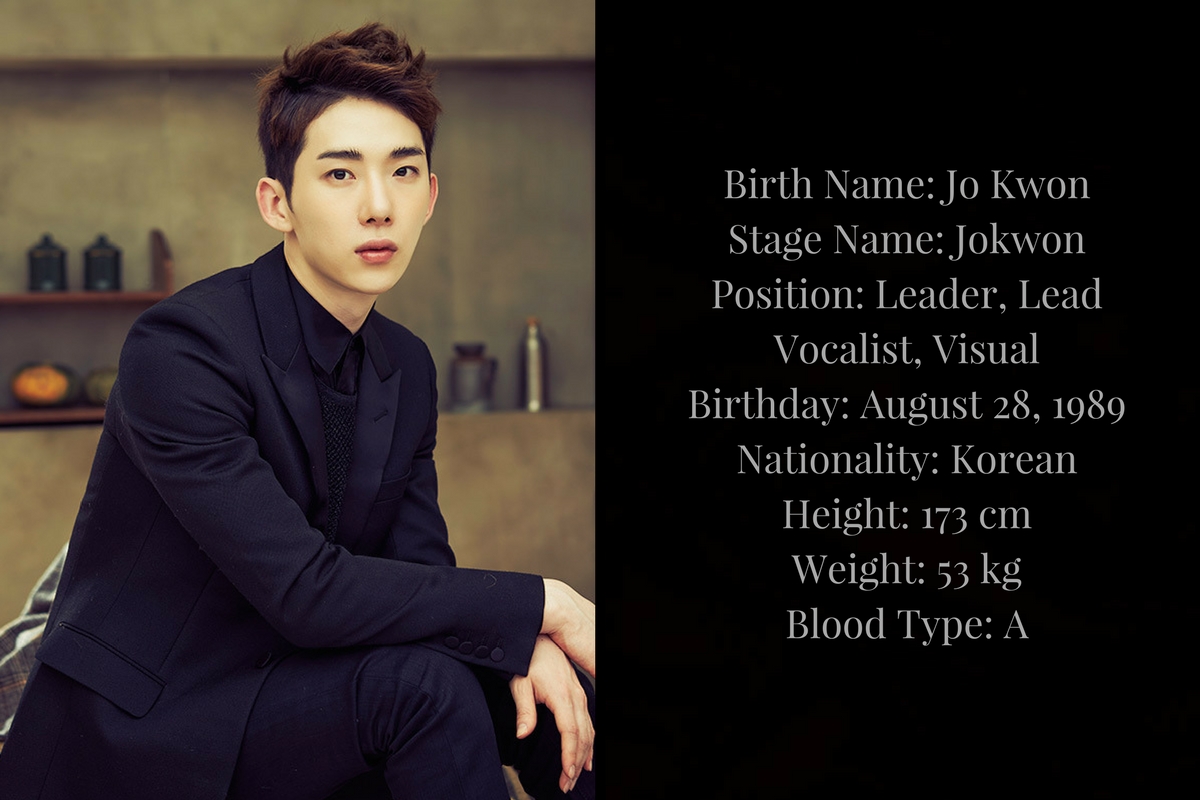 Birth Name: Jo Kwon
Stage Name: Jokwon
Position: Leader, Lead
Vocalist, Visual
Birthday: August 28, 1989
Nationality: Korean
Height: 173 cm
Weight: 53 kg
Blood Type: A